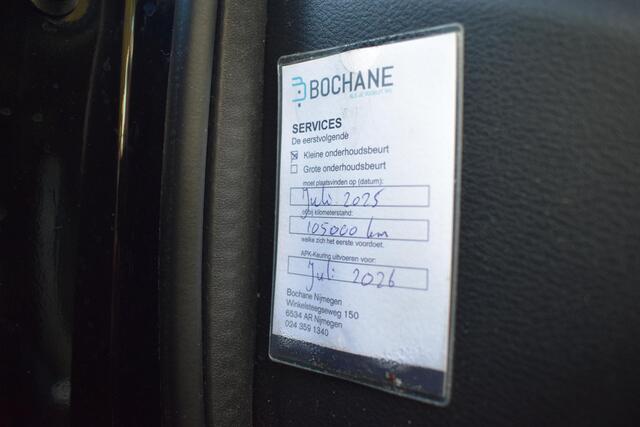 BOCHANE
SERVICES
De eerstvolgende
Kleine onderhoudsbeurt
Grote onderhoudsbeurt
moet plaatsvinden op (datum):
Juli 2025
of bij kilometerstand:
105000 km
welke zich het eerste voordoet.
APK-Keuring uitvoeren voor:
Juli 2026
Bochane Nijmegen
Winkelsteegseweg 150
6534 AR Nijmegen
024 359 1340